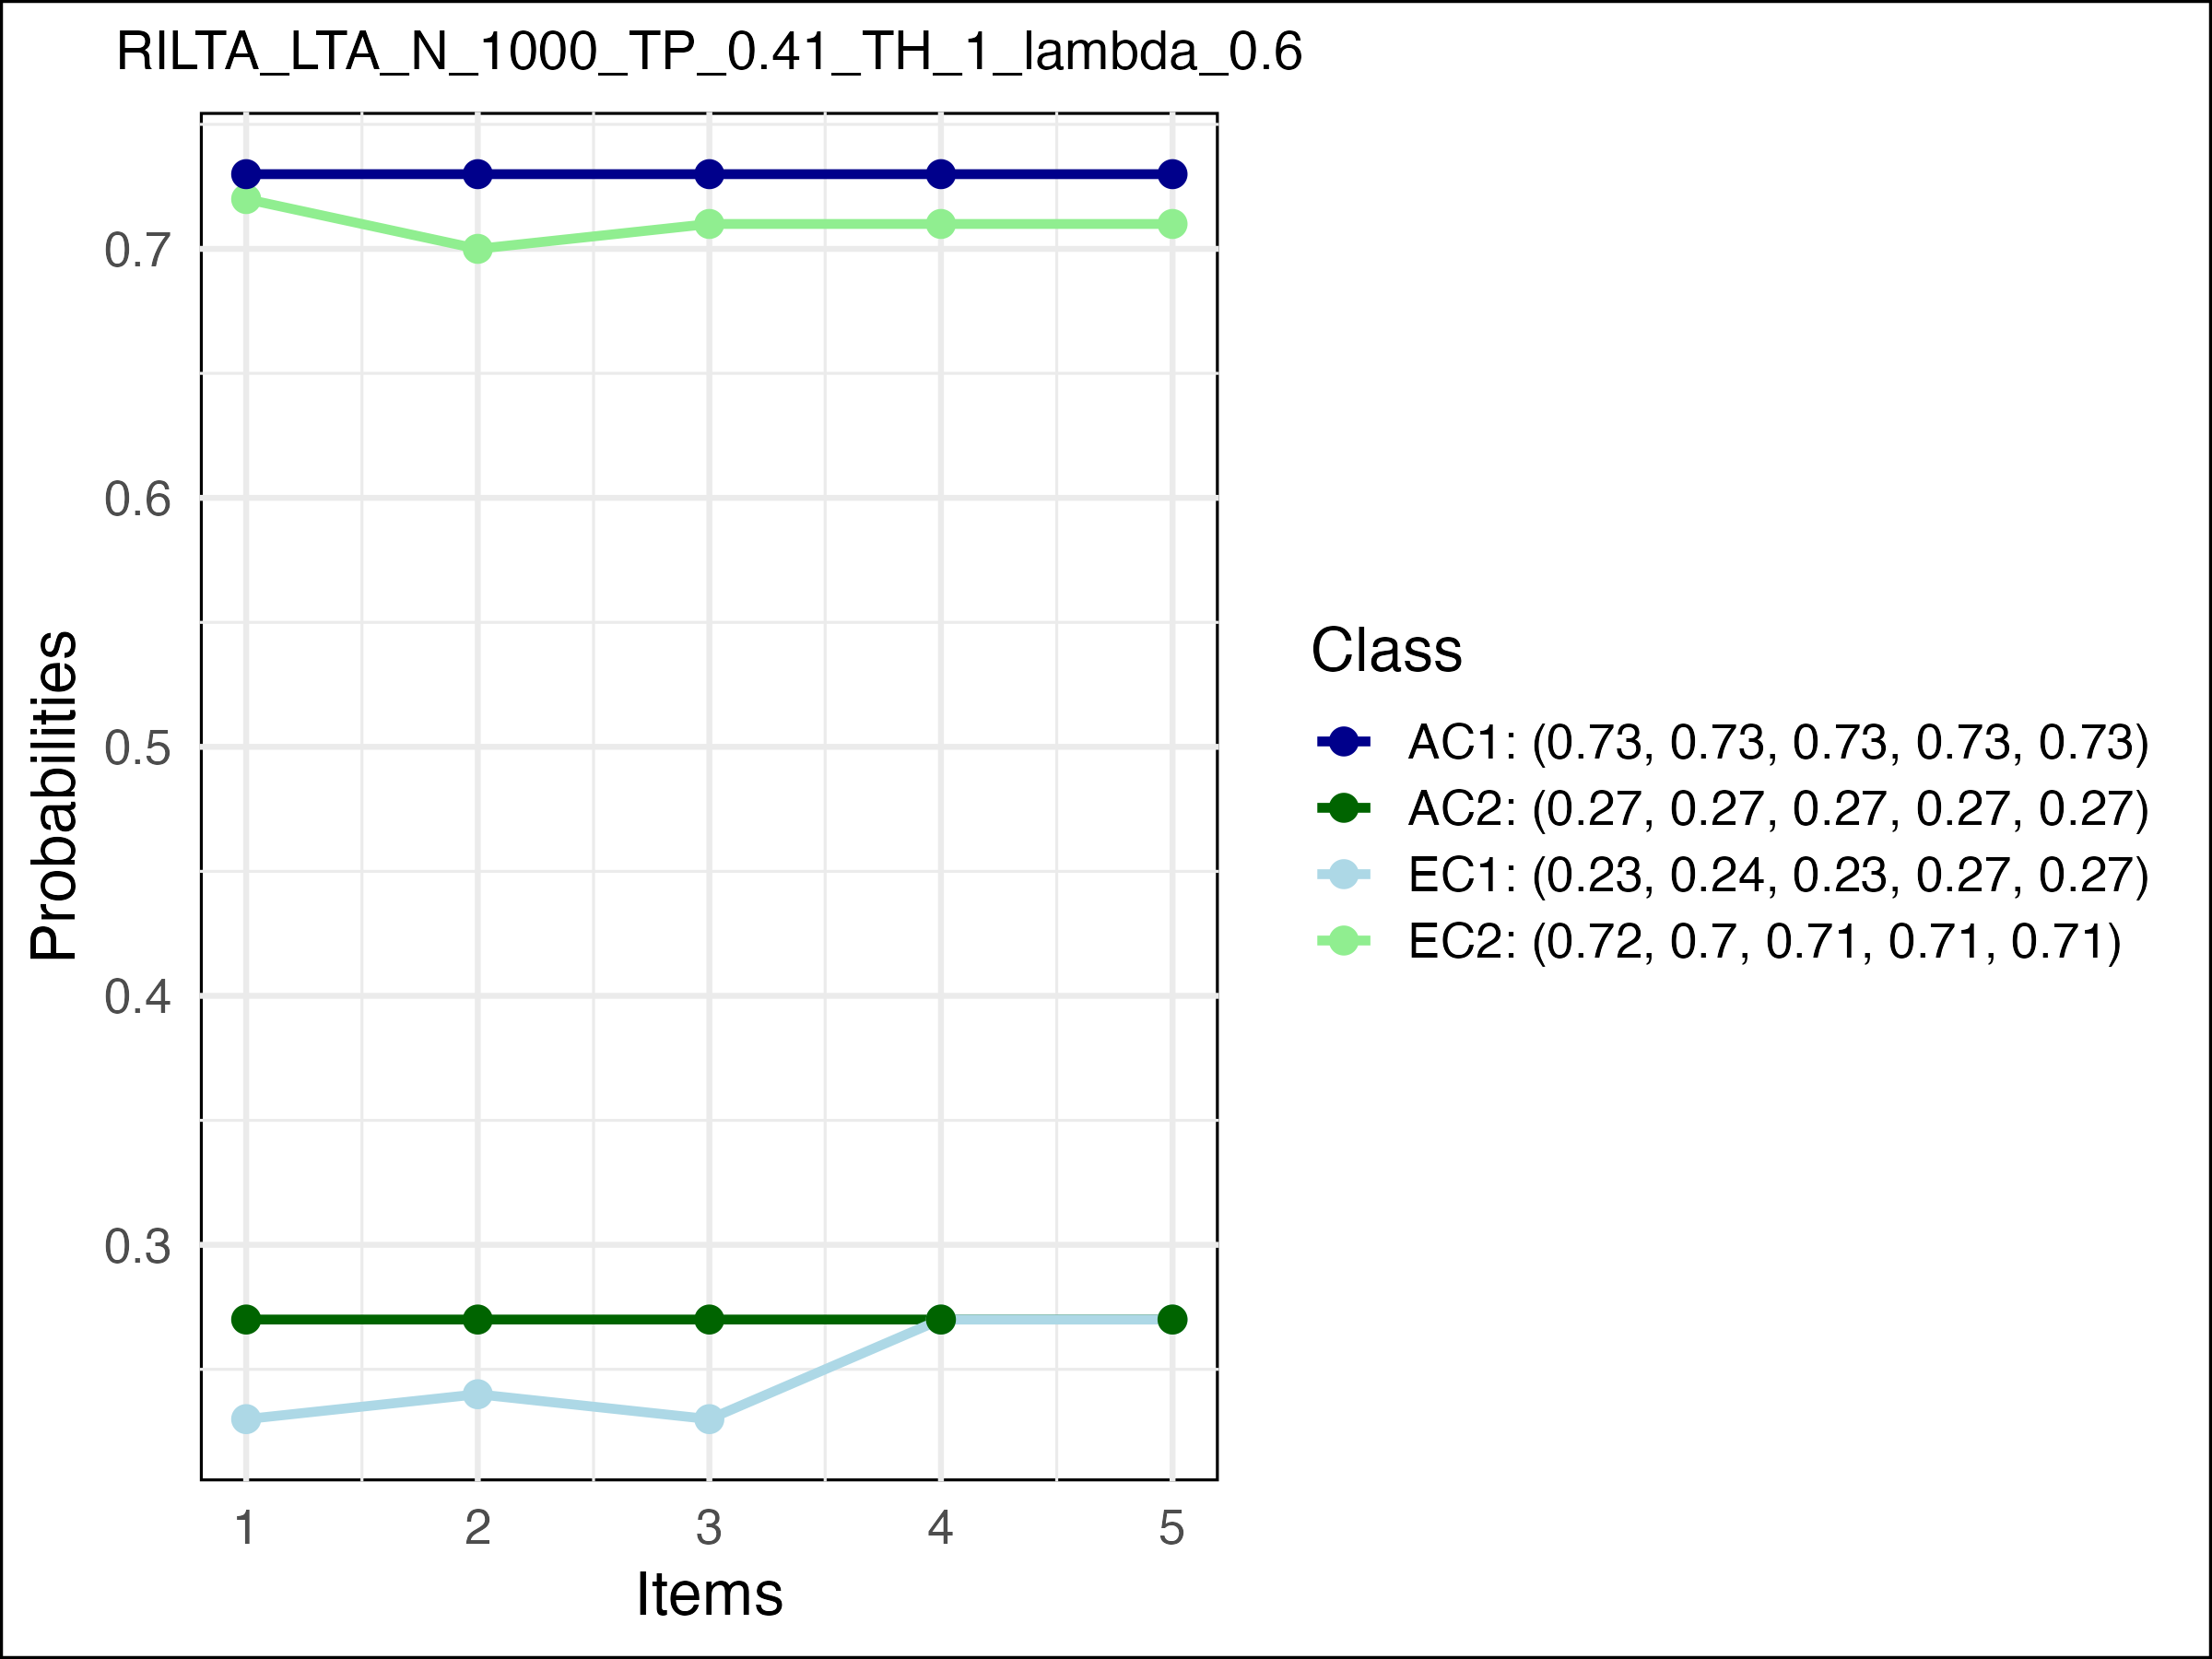 RILTA_LTA_N_1000_TP_0.41_TH_1_lambda_0.6
0.7
0.6
0.5
0.4
0.3
Probabilities
1 2 3 4 5
Items
Class
AC1: (0.73, 0.73, 0.73, 0.73, 0.73)
AC2: (0.27, 0.27, 0.27, 0.27, 0.27)
EC1: (0.23, 0.24, 0.23, 0.27, 0.27)
EC2: (0.72, 0.7, 0.71, 0.71, 0.71)